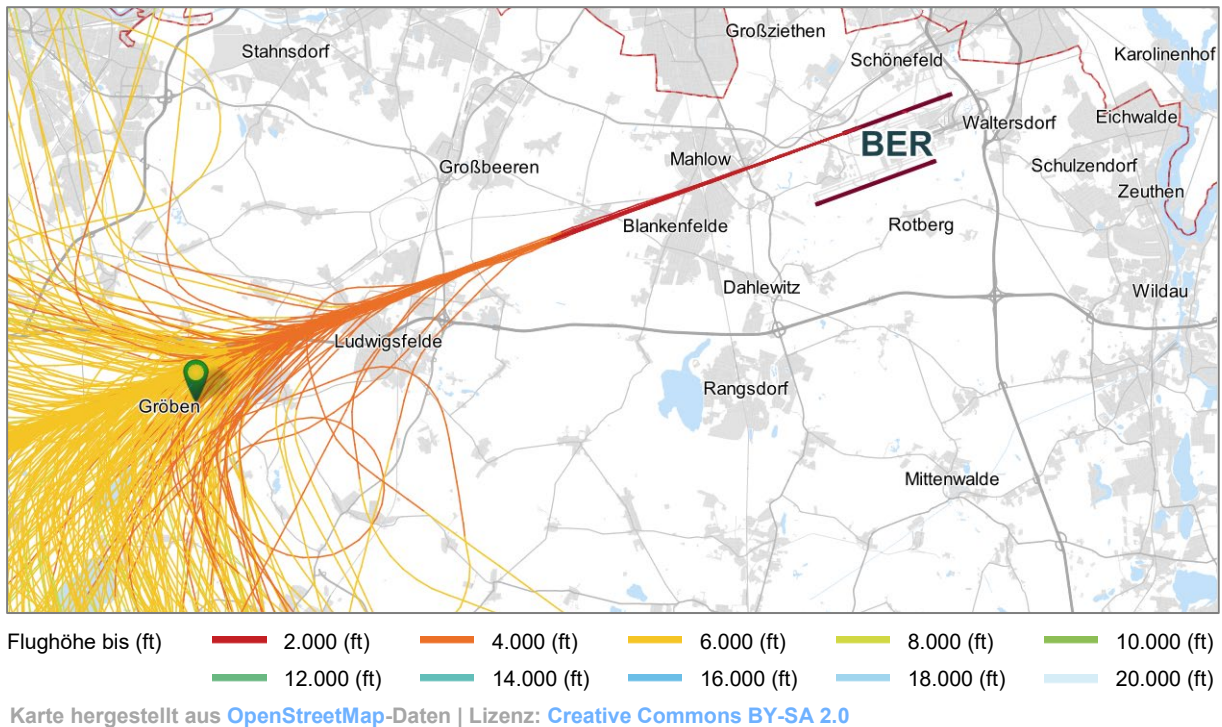 Großziethen
Stahnsdorf
Karolinenhof
Schönefeld
Eichwalde
Waltersdorf
BER
Mahlow
Großbeeren
Schulzendorf
Zeuthen
Blankenfelde
Rotberg
Dahlewitz
Wildau
Ludwigsfelde
Rangsdorf
Gröben
Mittenwalde
Flughöhe bis (ft) 2.000 (ft) 4.000 (ft) 6.000 (ft) 8.000 (ft) 10.000 (ft)
12.000 (ft) 14.000 (ft) 16.000 (ft) 18.000 (ft) 20.000 (ft)
Karte hergestellt aus OpenStreetMap-Daten | Lizenz: Creative Commons BY-SA 2.0